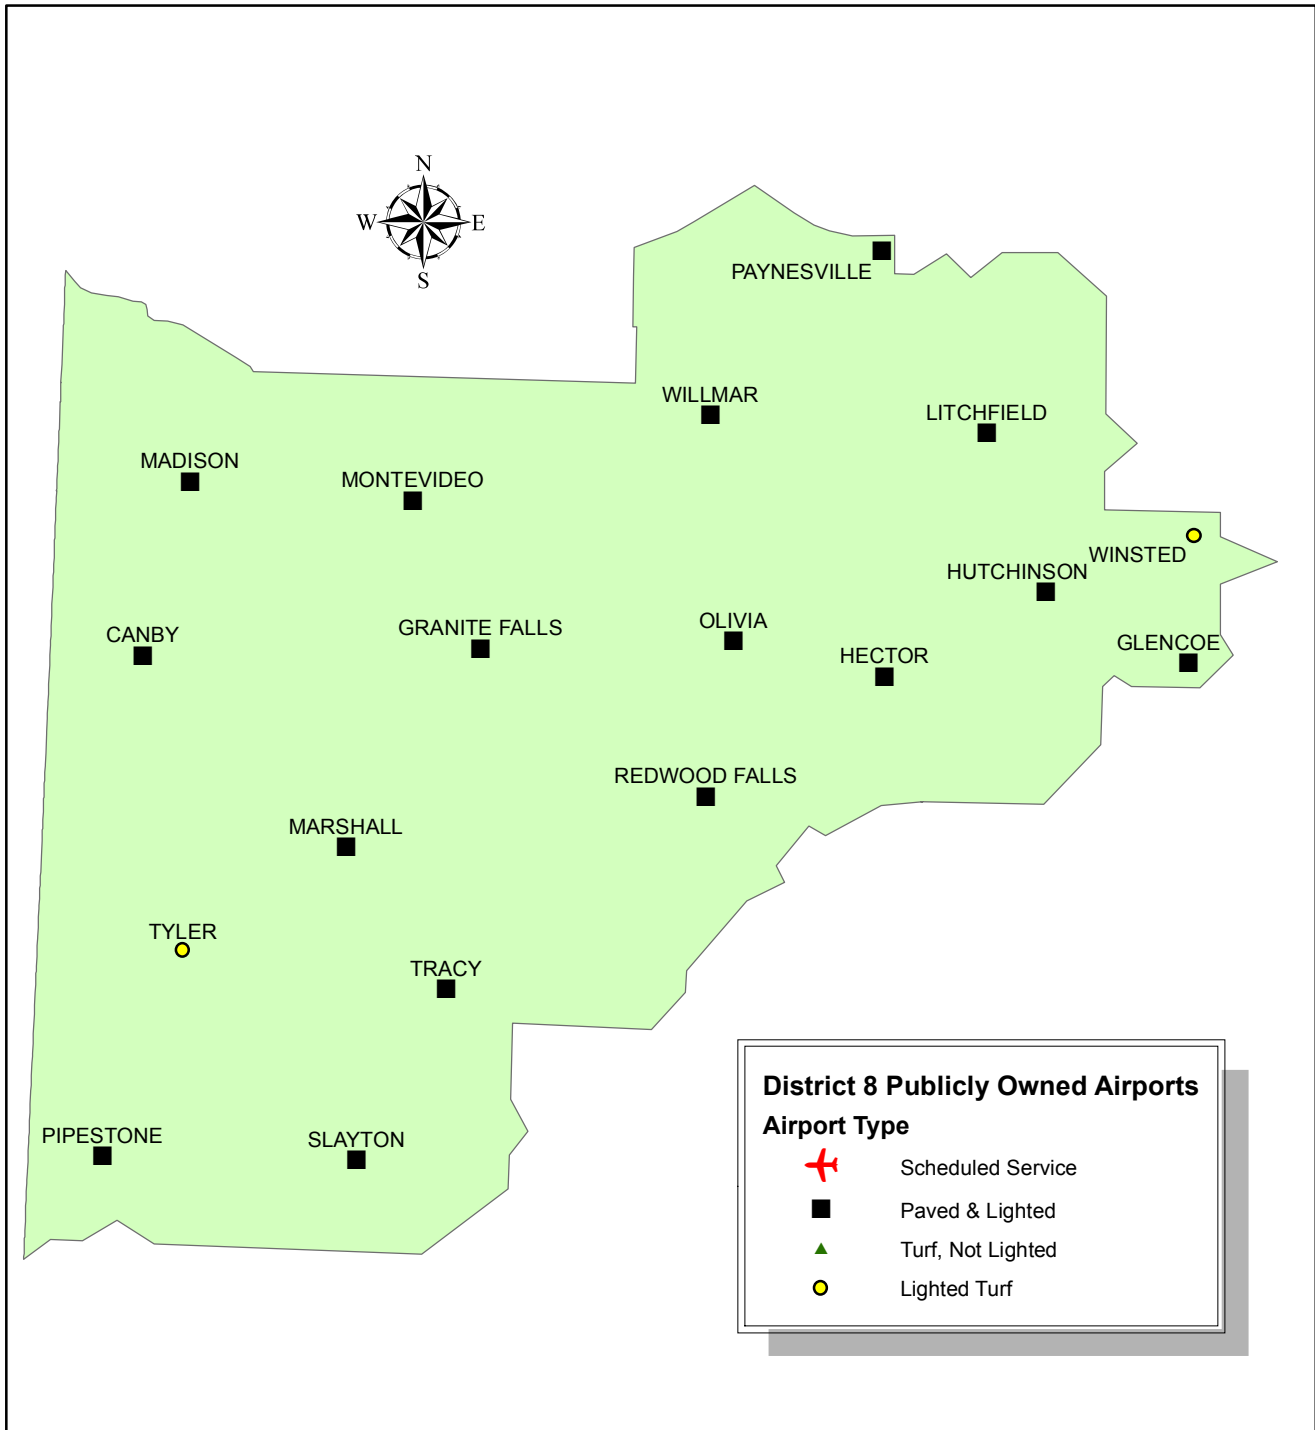 N
W E
S
PAYNESVILLE
WILLMAR
LITCHFIELD
MADISON
MONTEVIDEO
WINSTED
HUTCHINSON
CANBY
GRANITE FALLS
OLIVIA
HECTOR
GLENCOE
REDWOOD FALLS
MARSHALL
TYLER
TRACY
PIPESTONE
SLAYTON
District 8 Publicly Owned Airports
Airport Type
Scheduled Service
Paved & Lighted
Turf, Not Lighted
Lighted Turf